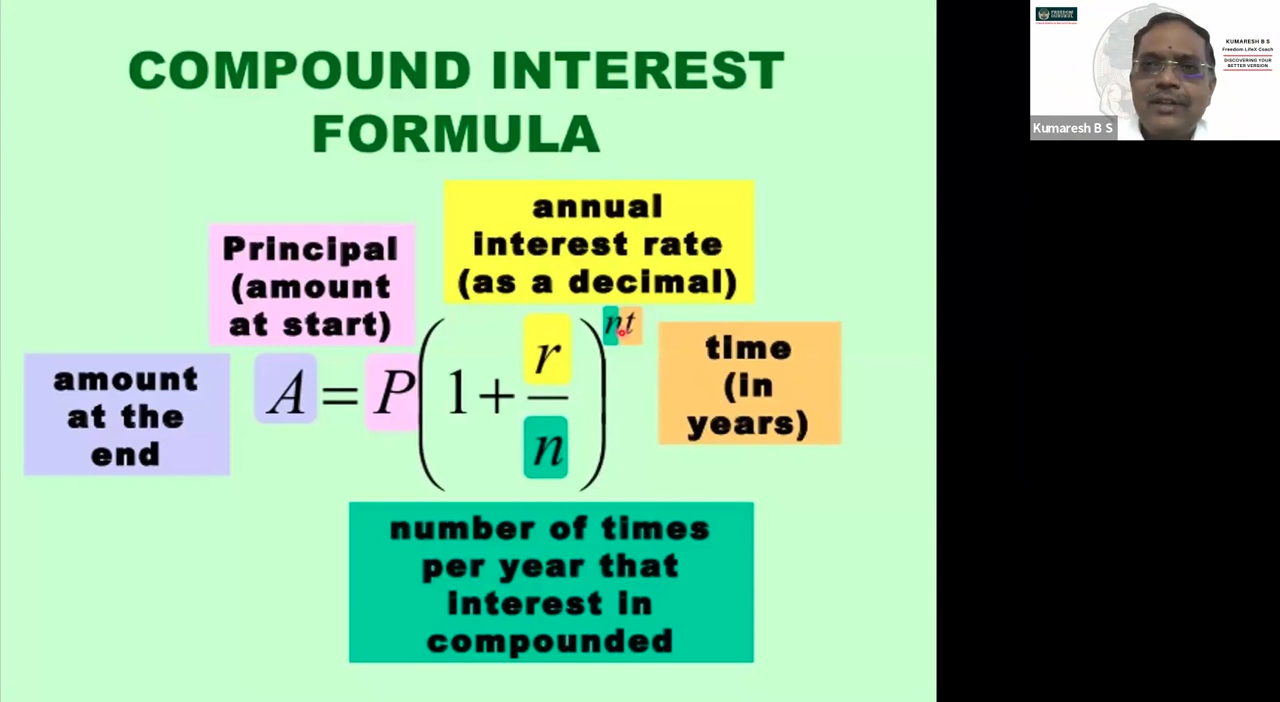 COMPOUND INTEREST
FORMULA
annual
interest rate
(as a decimal)
Principal
(amount
at start)
amount
at the
end
A = P(1 + r/n)^nt
time
(in
years)
number of times
per year that
interest in
compounded
FREEDOM
GURUKUL
KUMARESH B S
Freedom LifeX Coach
DISCOVERING YOUR
BETTER VERSION
Kumaresh B S